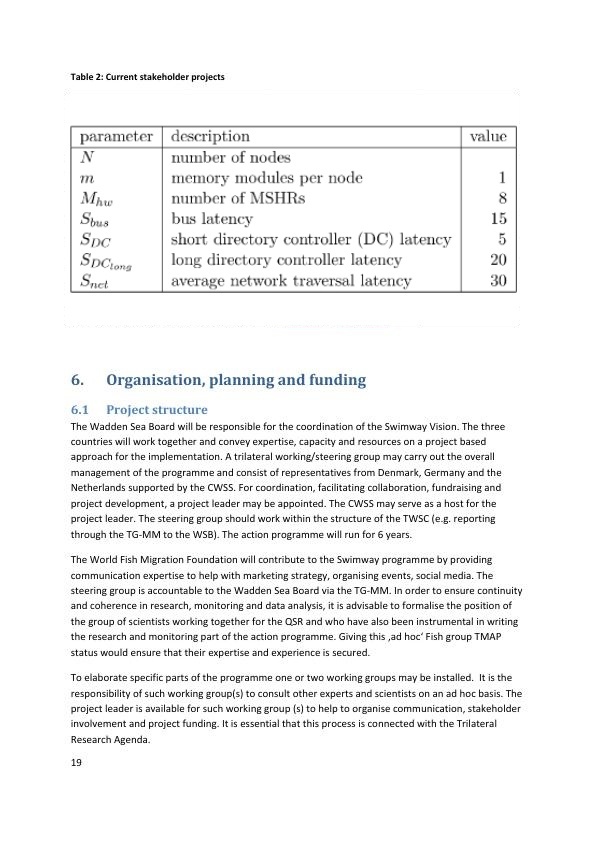 Table 2: Current stakeholder projects
parameter description value
N number of nodes
m memory modules per node 1
M_hw number of MSHRs 8
S_bus bus latency 15
S_DC short directory controller (DC) latency 5
S_DC_long long directory controller latency 20
S_net average network traversal latency 30
6. Organisation, planning and funding
6.1 Project structure
The Wadden Sea Board will be responsible for the coordination of the Swimway Vision. The three
countries will work together and convey expertise, capacity and resources on a project based
approach for the implementation. A trilateral working/steering group may carry out the overall
management of the programme and consist of representatives from Denmark, Germany and the
Netherlands supported by the CWSS. For coordination, facilitating collaboration, fundraising and
project development, a project leader may be appointed. The CWSS may serve as a host for the
project leader. The steering group should work within the structure of the TWSC (e.g. reporting
through the TG-MM to the WSB). The action programme will run for 6 years.
The World Fish Migration Foundation will contribute to the Swimway programme by providing
communication expertise to help with marketing strategy, organising events, social media. The
steering group is accountable to the Wadden Sea Board via the TG-MM. In order to ensure continuity
and coherence in research, monitoring and data analysis, it is advisable to formalise the position of
the group of scientists working together for the QSR and who have also been instrumental in writing
the research and monitoring part of the action programme. Giving this ‚ad hoc‘ Fish group TMAP
status would ensure that their expertise and experience is secured.
To elaborate specific parts of the programme one or two working groups may be installed.  It is the
responsibility of such working group(s) to consult other experts and scientists on an ad hoc basis. The
project leader is available for such working group (s) to help to organise communication, stakeholder
involvement and project funding. It is essential that this process is connected with the Trilateral
Research Agenda.
19